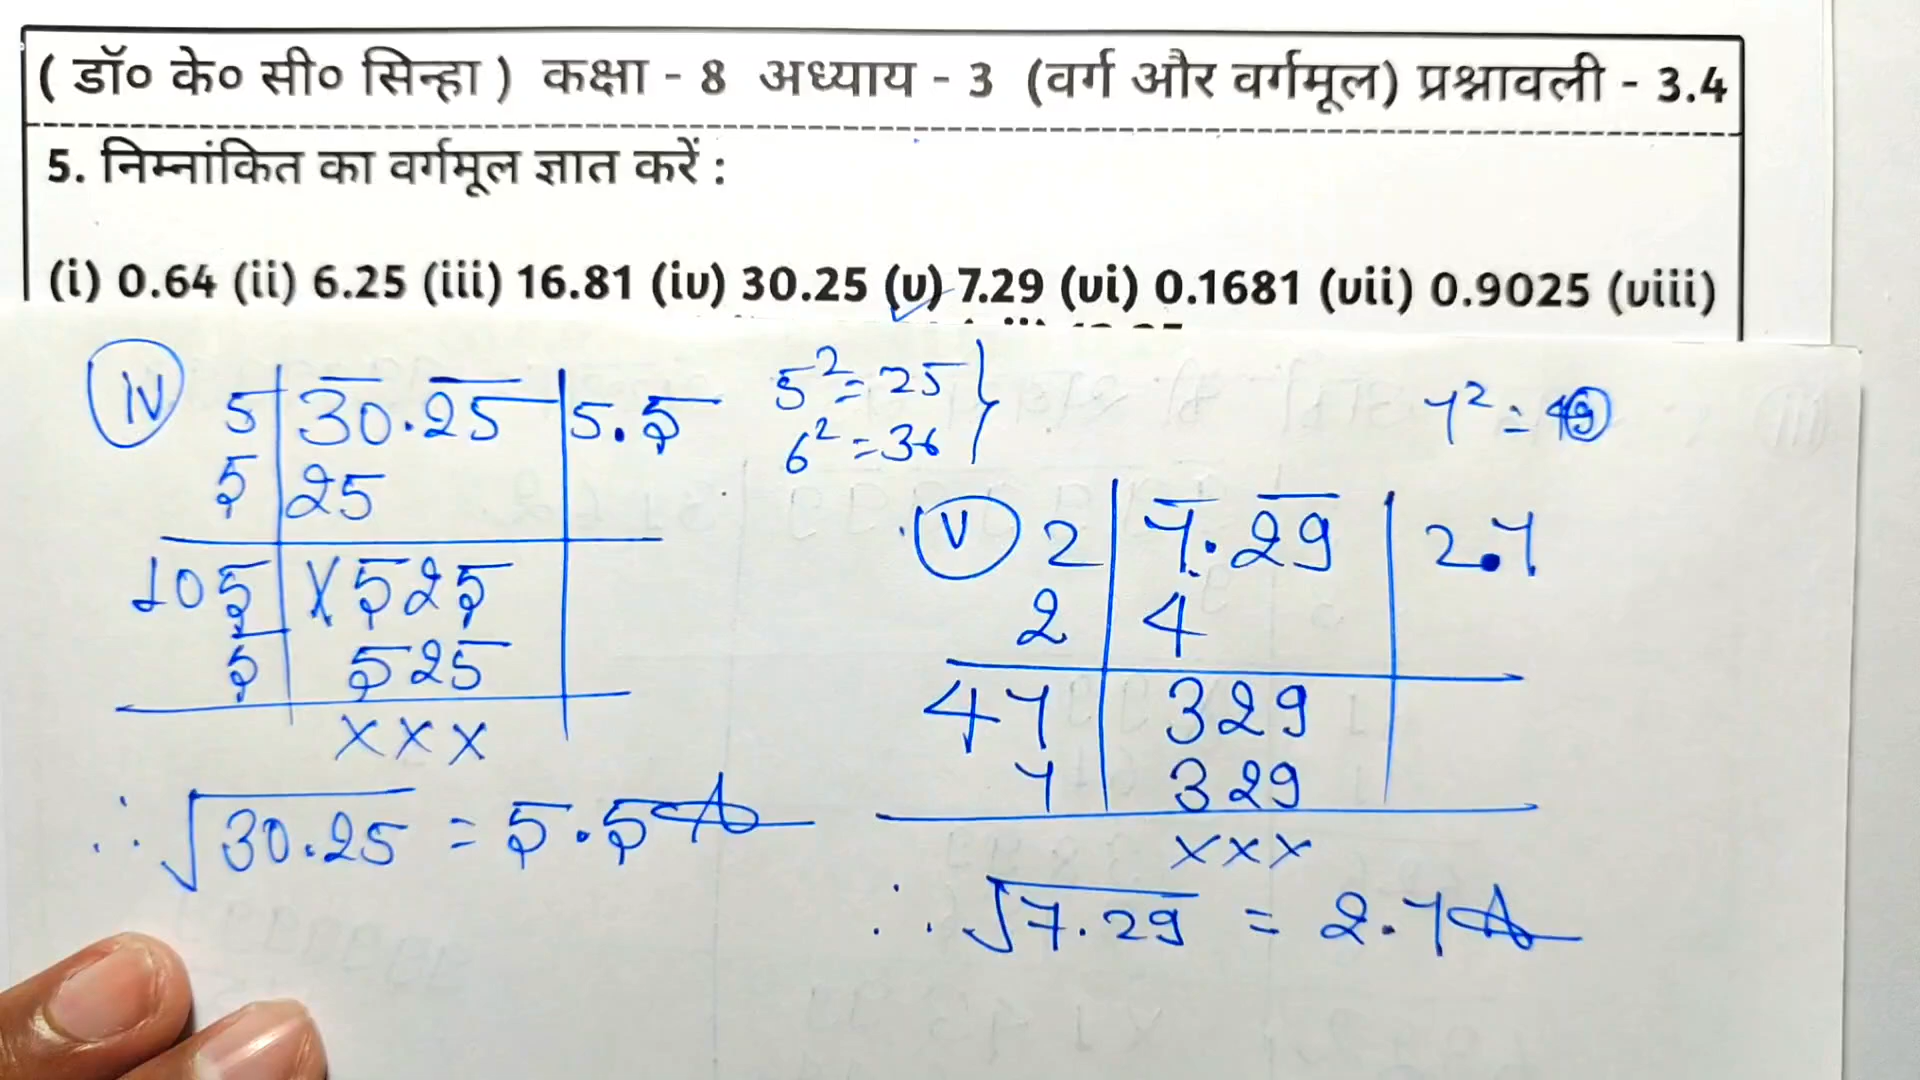 ( डॉ० के० सी० सिन्हा ) कक्षा - 8 अध्याय - 3 (वर्ग और वर्गमूल) प्रश्नावली - 3.4
5. निम्नांकित का वर्गमूल ज्ञात करें :
(i) 0.64 (ii) 6.25 (iii) 16.81 (iv) 30.25 (v) 7.29 (vi) 0.1681 (vii) 0.9025 (viii)
IV 5 30.25 5.5
5 25
105 X 525
5 525
x x x
∴ √30.25 = 5.5
5² = 25
6² = 36
7² = 49
V 2 7.29 2.7
2 4
47 329
7 329
x x x
∴ √7.29 = 2.7